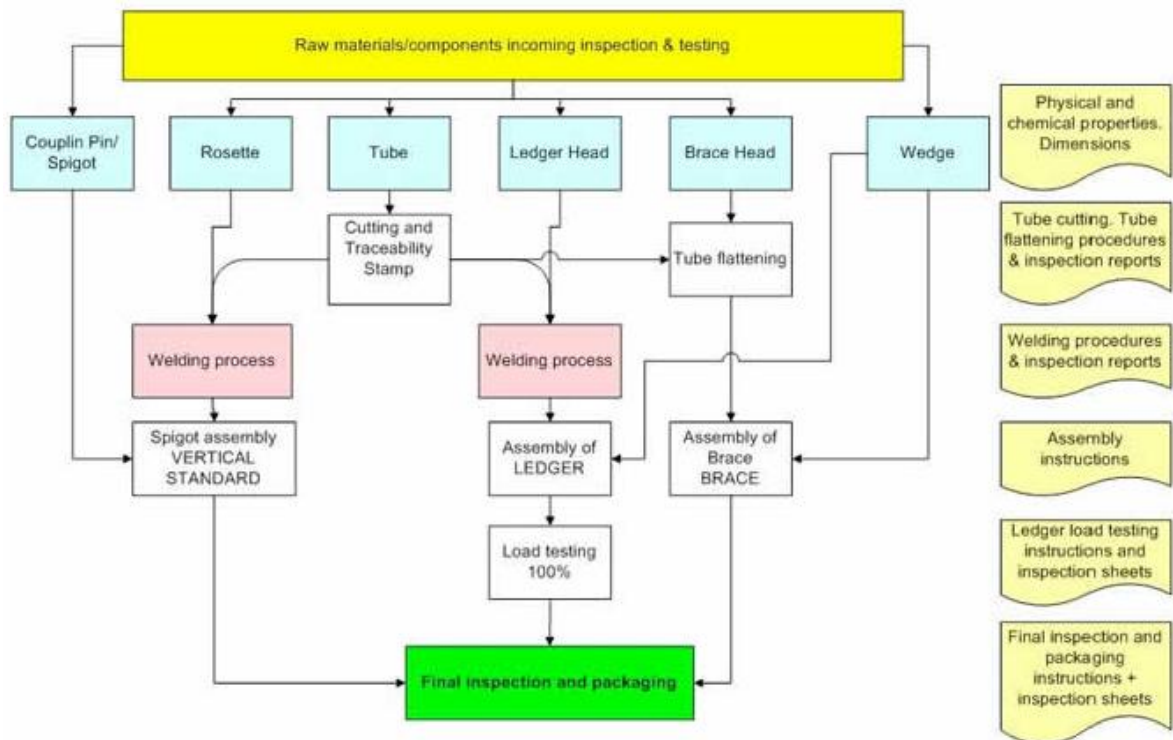 Raw materials/components incoming inspection & testing
Couplin Pin/
Spigot
Rosette
Tube
Ledger Head
Brace Head
Wedge
Physical and
chemical properties.
Dimensions
Cutting and
Traceability
Stamp
Tube flattening
Tube cutting. Tube
flattening procedures
& inspection reports
Welding process
Welding process
Welding procedures
& inspection reports
Spigot assembly
VERTICAL
STANDARD
Assembly of
LEDGER
Assembly of
Brace
BRACE
Assembly
instructions
Load testing
100%
Ledger load testing
instructions and
inspection sheets
Final inspection and packaging
Final inspection and
packaging
instructions +
inspection sheets